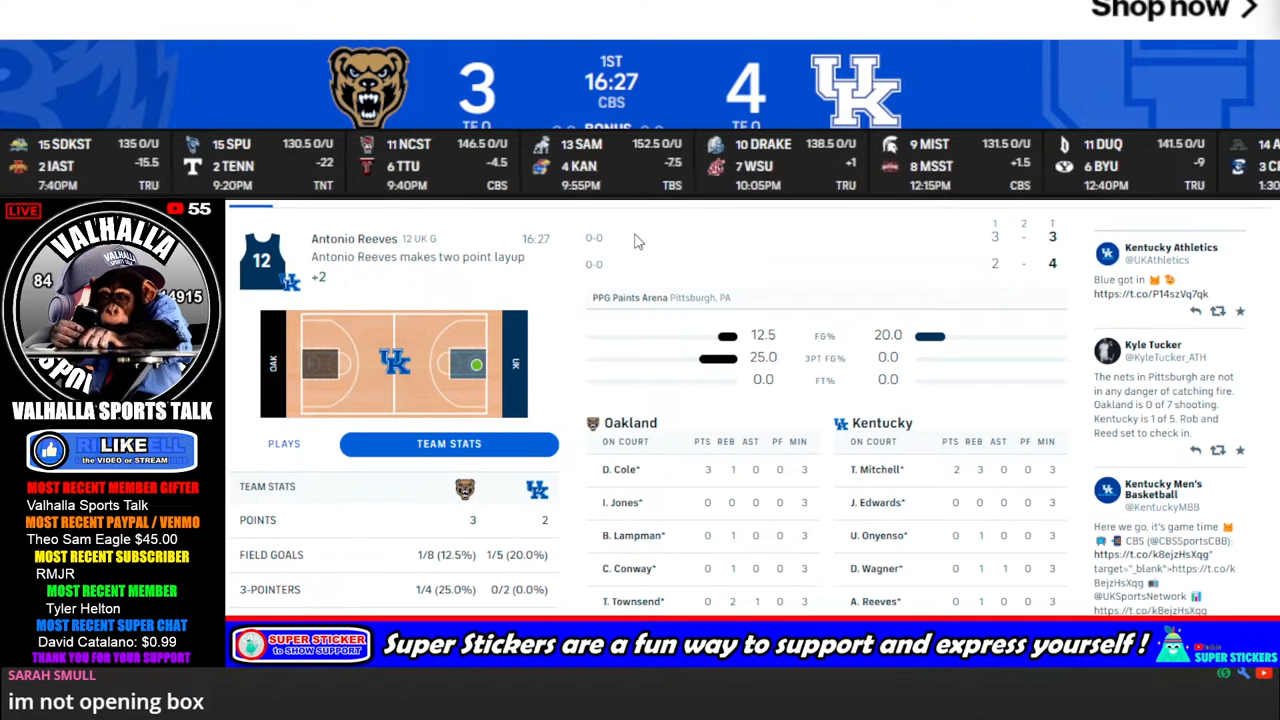 Shop now
3
1ST
16:27
CBS
4
15 SDKST 135 O/U
2 IAST -15.5
7:40PM TRU
15 SPU 130.5 O/U
2 TENN -22
9:20PM TNT
11 NCST 146.5 O/U
6 TTU -4.5
9:40PM CBS
13 SAM 152.5 O/U
4 KAN -7.5
9:55PM TBS
10 DRAKE 138.5 O/U
7 WSU +1
10:05PM TRU
9 MIST 131.5 O/U
8 MSST +1.5
12:15PM CBS
11 DUQ 141.5 O/U
6 BYU -9
12:40PM TRU
14
3
LIVE 55
VALHALLA
84
14915
VALHALLA SPORTS TALK
LIKE
the VIDEO or STREAM
MOST RECENT MEMBER GIFTER
Valhalla Sports Talk
MOST RECENT PAYPAL / VENMO
Theo Sam Eagle $45.00
MOST RECENT SUBSCRIBER
RMJR
MOST RECENT MEMBER
Tyler Helton
MOST RECENT SUPER CHAT
David Catalano: $0.99
THANK YOU FOR YOUR SUPPORT
12
Antonio Reeves 12 UK G 16:27
Antonio Reeves makes two point layup
+2
OAK
UK
PLAYS TEAM STATS
TEAM STATS
POINTS 3 2
FIELD GOALS 1/8 (12.5%) 1/5 (20.0%)
3-POINTERS 1/4 (25.0%) 0/2 (0.0%)
1 2 T
0-0 3 - 3
0-0 2 - 4
PPG Paints Arena Pittsburgh, PA
12.5 FG% 20.0
25.0 3PT FG% 0.0
0.0 FT% 0.0
Oakland
ON COURT PTS REB AST PF MIN
D. Cole* 3 1 0 0 3
I. Jones* 0 0 0 0 3
B. Lampman* 0 1 0 0 3
C. Conway* 0 1 0 0 3
T. Townsend* 0 2 1 0 3
Kentucky
ON COURT PTS REB AST PF MIN
T. Mitchell* 2 3 0 0 3
J. Edwards* 0 0 0 0 3
U. Onyenso* 0 1 0 0 3
D. Wagner* 0 1 1 0 3
A. Reeves* 0 1 0 0 3
Kentucky Athletics
@UKAthletics
Blue got in
https://t.co/P14szVq7qk
Kyle Tucker
@KyleTucker_ATH
The nets in Pittsburgh are not
in any danger of catching fire.
Oakland is 0 of 7 shooting.
Kentucky is 1 of 5. Rob and
Reed set to check in.
Kentucky Men's
Basketball
@KentuckyMBB
Here we go, it's game time
CBS (@CBSSportsCBB):
https://t.co/k8ejzHsXqg"
target="_blank">https://t.co/k
8ejzHsXqg
@UKSportsNetwork
https://t.co/k8ejzHsXqg
SUPER STICKER
to SHOW SUPPORT
Super Stickers are a fun way to support and express yourself !
SUPER STICKERS
SARAH SMULL
im not opening box